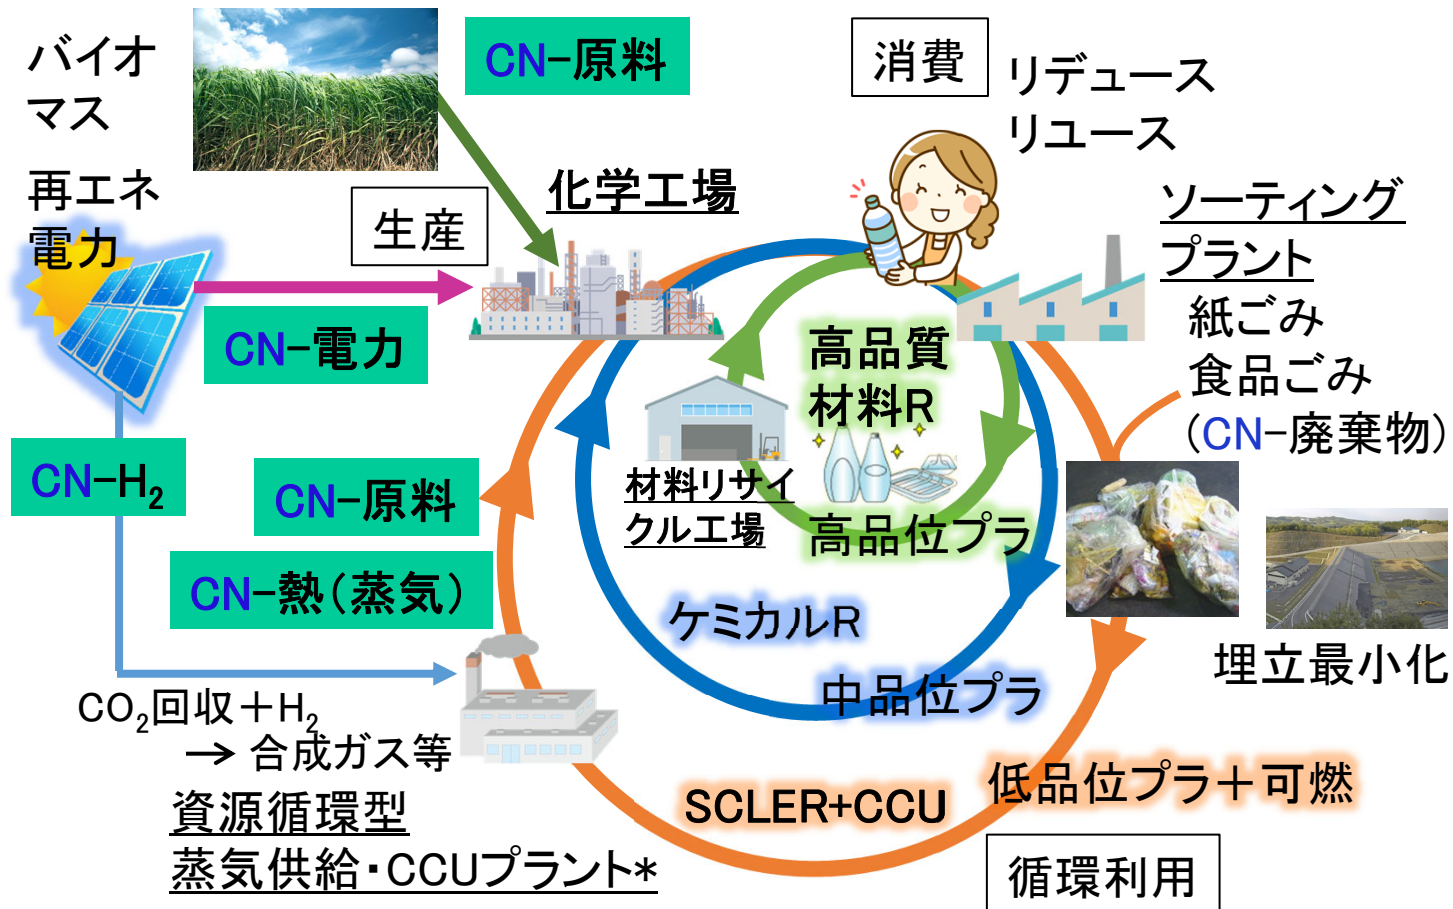 バイオ
マス
CN-原料
消費
リデュース
リユース
再エネ
電力
生産
化学工場
ソーティング
プラント
紙ごみ
食品ごみ
(CN-廃棄物)
CN-電力
高品質
材料R
CN-H₂
CN-原料
材料リサイ
クル工場
高品位プラ
CN-熱(蒸気)
ケミカルR
中品位プラ
埋立最小化
CO₂回収+H₂
→ 合成ガス等
SCLER+CCU
低品位プラ+可燃
資源循環型
蒸気供給・CCUプラント*
循環利用